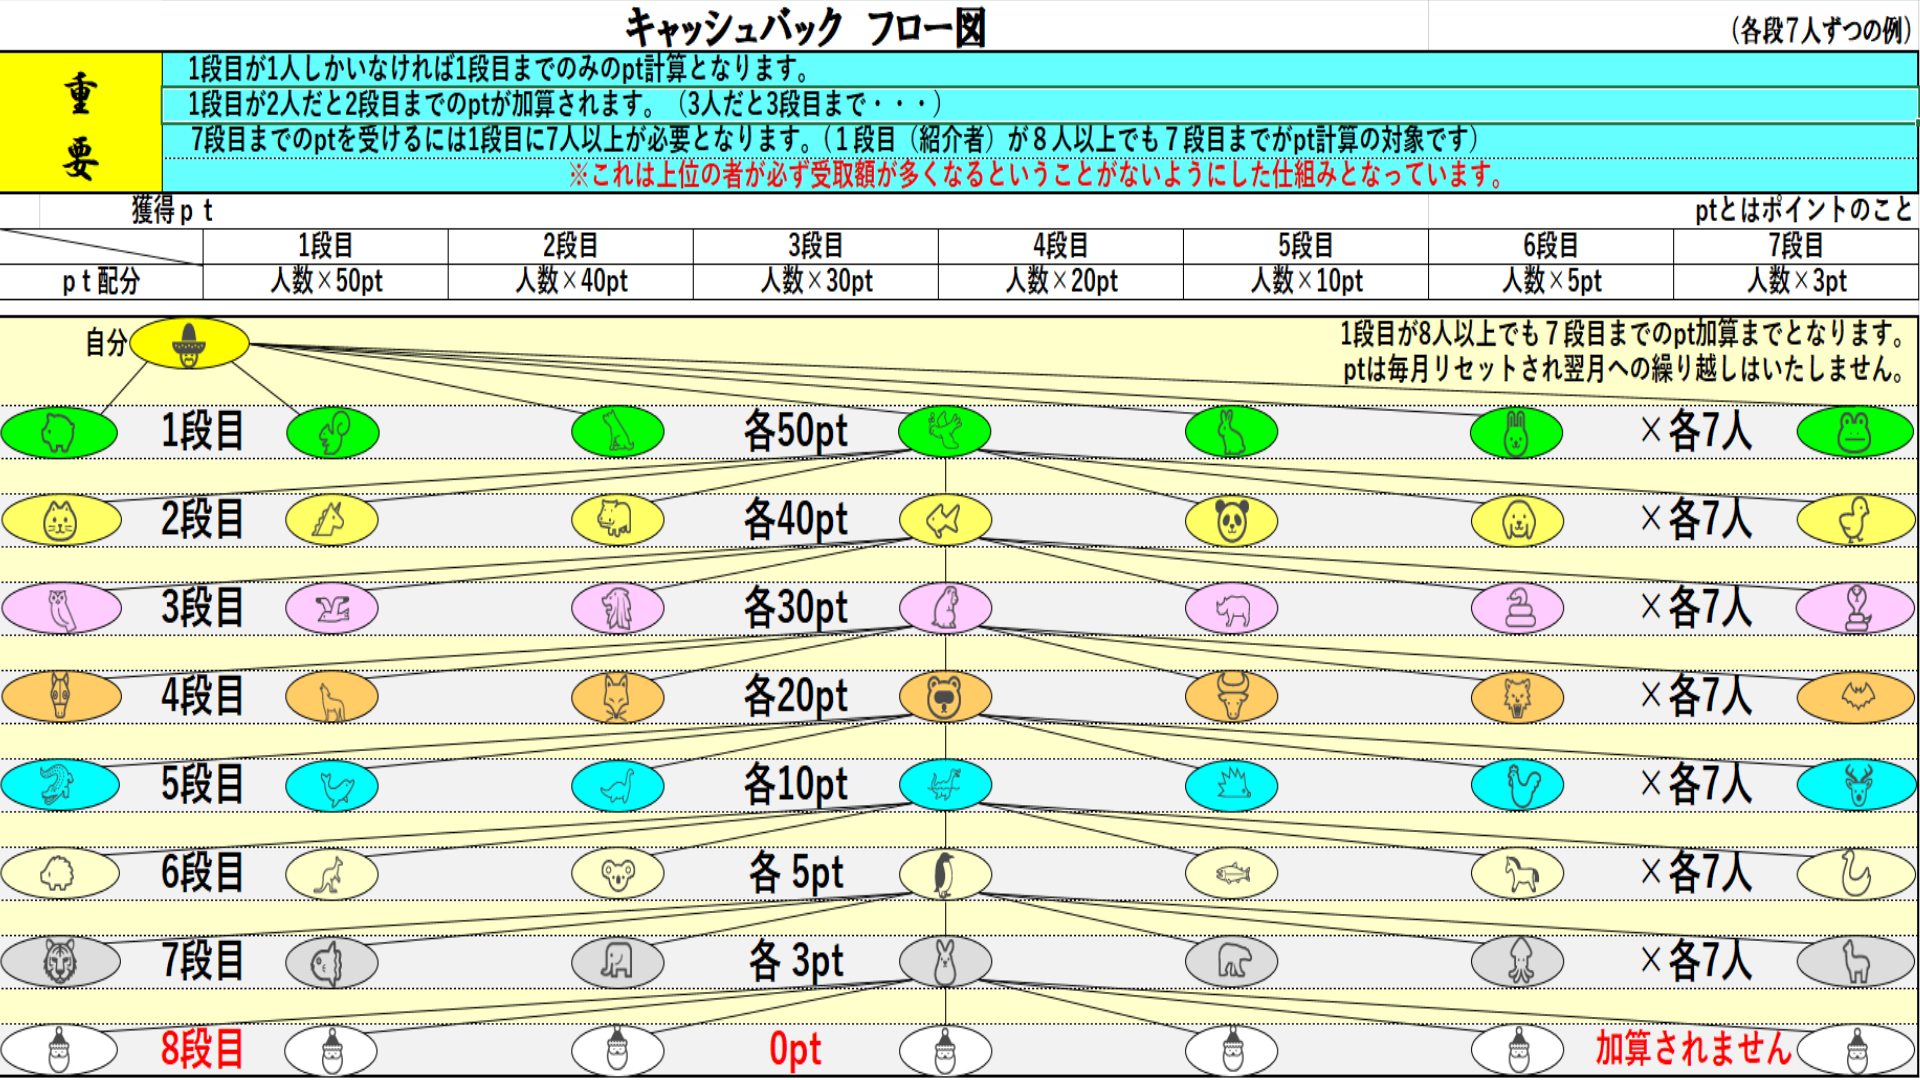 キャッシュバック　フロー図
（各段７人ずつの例）
重要
1段目が1人しかいなければ1段目までのみのpt計算となります。
1段目が2人だと2段目までのptが加算されます。（3人だと3段目まで・・・）
7段目までのptを受けるには1段目に7人以上が必要となります。（１段目（紹介者）が８人以上でも７段目までがpt計算の対象です）
※これは上位の者が必ず受取額が多くなるということがないようにした仕組みとなっています。
獲得ｐｔ
ptとはポイントのこと
1段目 2段目 3段目 4段目 5段目 6段目 7段目
ｐｔ配分 人数×50pt 人数×40pt 人数×30pt 人数×20pt 人数×10pt 人数×5pt 人数×3pt
自分
1段目が8人以上でも７段目までのpt加算までとなります。
ptは毎月リセットされ翌月への繰り越しはいたしません。
1段目 各50pt ×各7人
2段目 各40pt ×各7人
3段目 各30pt ×各7人
4段目 各20pt ×各7人
5段目 各10pt ×各7人
6段目 各 5pt ×各7人
7段目 各 3pt ×各7人
8段目 0pt 加算されません